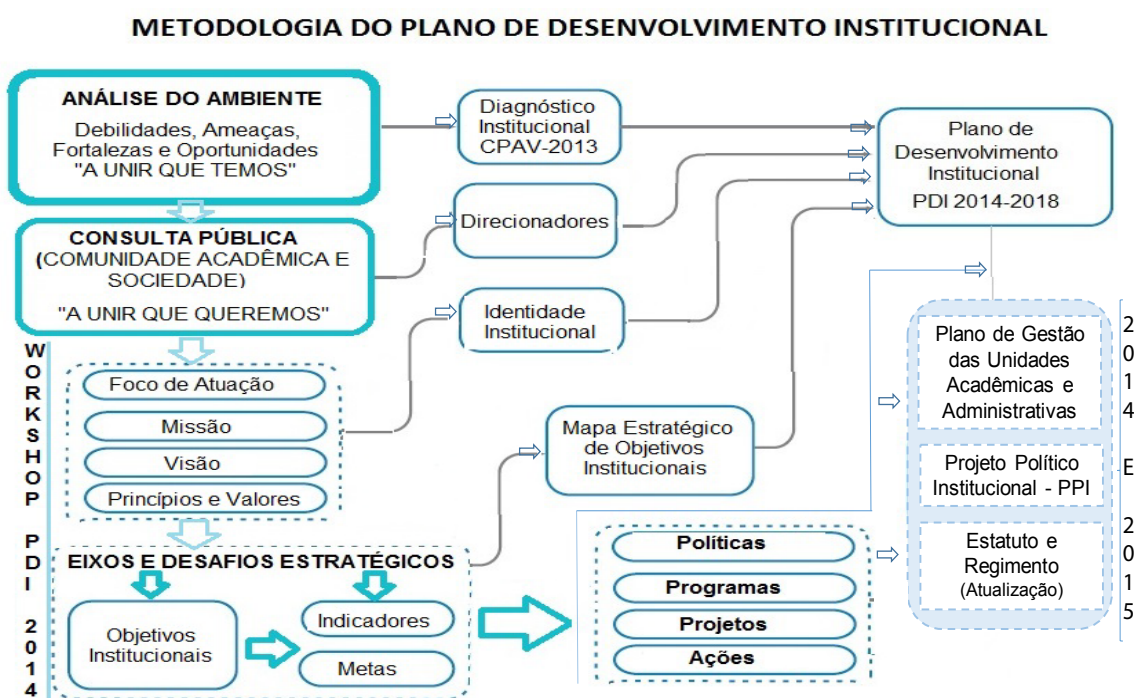 METODOLOGIA DO PLANO DE DESENVOLVIMENTO INSTITUCIONAL
ANÁLISE DO AMBIENTE
Debilidades, Ameaças,
Fortalezas e Oportunidades
"A UNIR QUE TEMOS"
Diagnóstico
Institucional
CPAV-2013
Plano de
Desenvolvimento
Institucional
PDI 2014-2018
CONSULTA PÚBLICA
(COMUNIDADE ACADÊMICA E
SOCIEDADE)
"A UNIR QUE QUEREMOS"
Direcionadores
Identidade
Institucional
WORKSHOP PDI 2014
Foco de Atuação
Missão
Visão
Princípios e Valores
Mapa Estratégico
de Objetivos
Institucionais
Plano de Gestão
das Unidades
Acadêmicas e
Administrativas
Projeto Político
Institucional - PPI
Estatuto e
Regimento
(Atualização)
2014 E 2015
EIXOS E DESAFIOS ESTRATÉGICOS
Objetivos
Institucionais
Indicadores
Metas
Políticas
Programas
Projetos
Ações